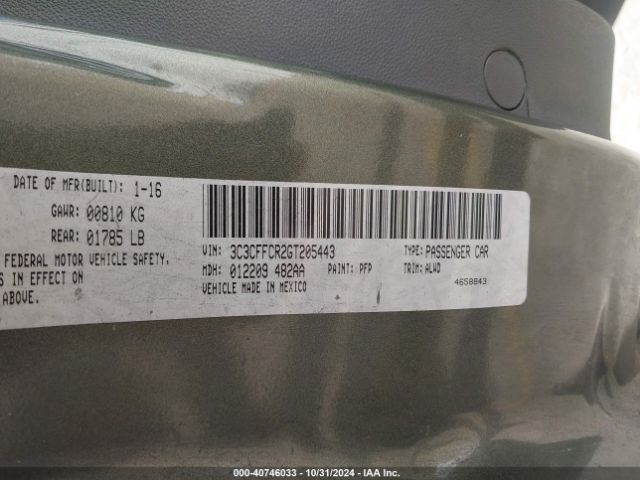 DATE OF MFR(BUILT): 1-16
GAWR: 00810 KG
REAR: 01785 LB
FEDERAL MOTOR VEHICLE SAFETY,
S IN EFFECT ON
ABOVE.
VIN: 3C3CFFCR2GT205443
TYPE: PASSENGER CAR
MDH: 012209 482AA
PAINT: PFP
TRIM: ALWD
VEHICLE MADE IN MEXICO
4658843
000-40746033 - 10/31/2024 - IAA Inc.